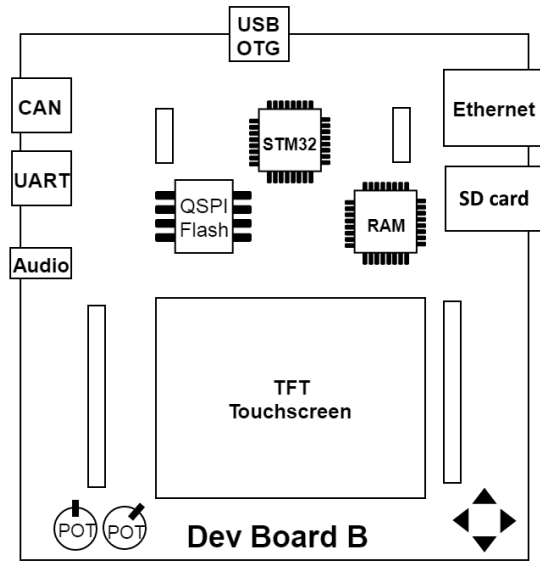 USB
OTG
CAN
Ethernet
STM32
UART
QSPI
Flash
SD card
RAM
Audio
TFT
Touchscreen
POT
POT
Dev Board B